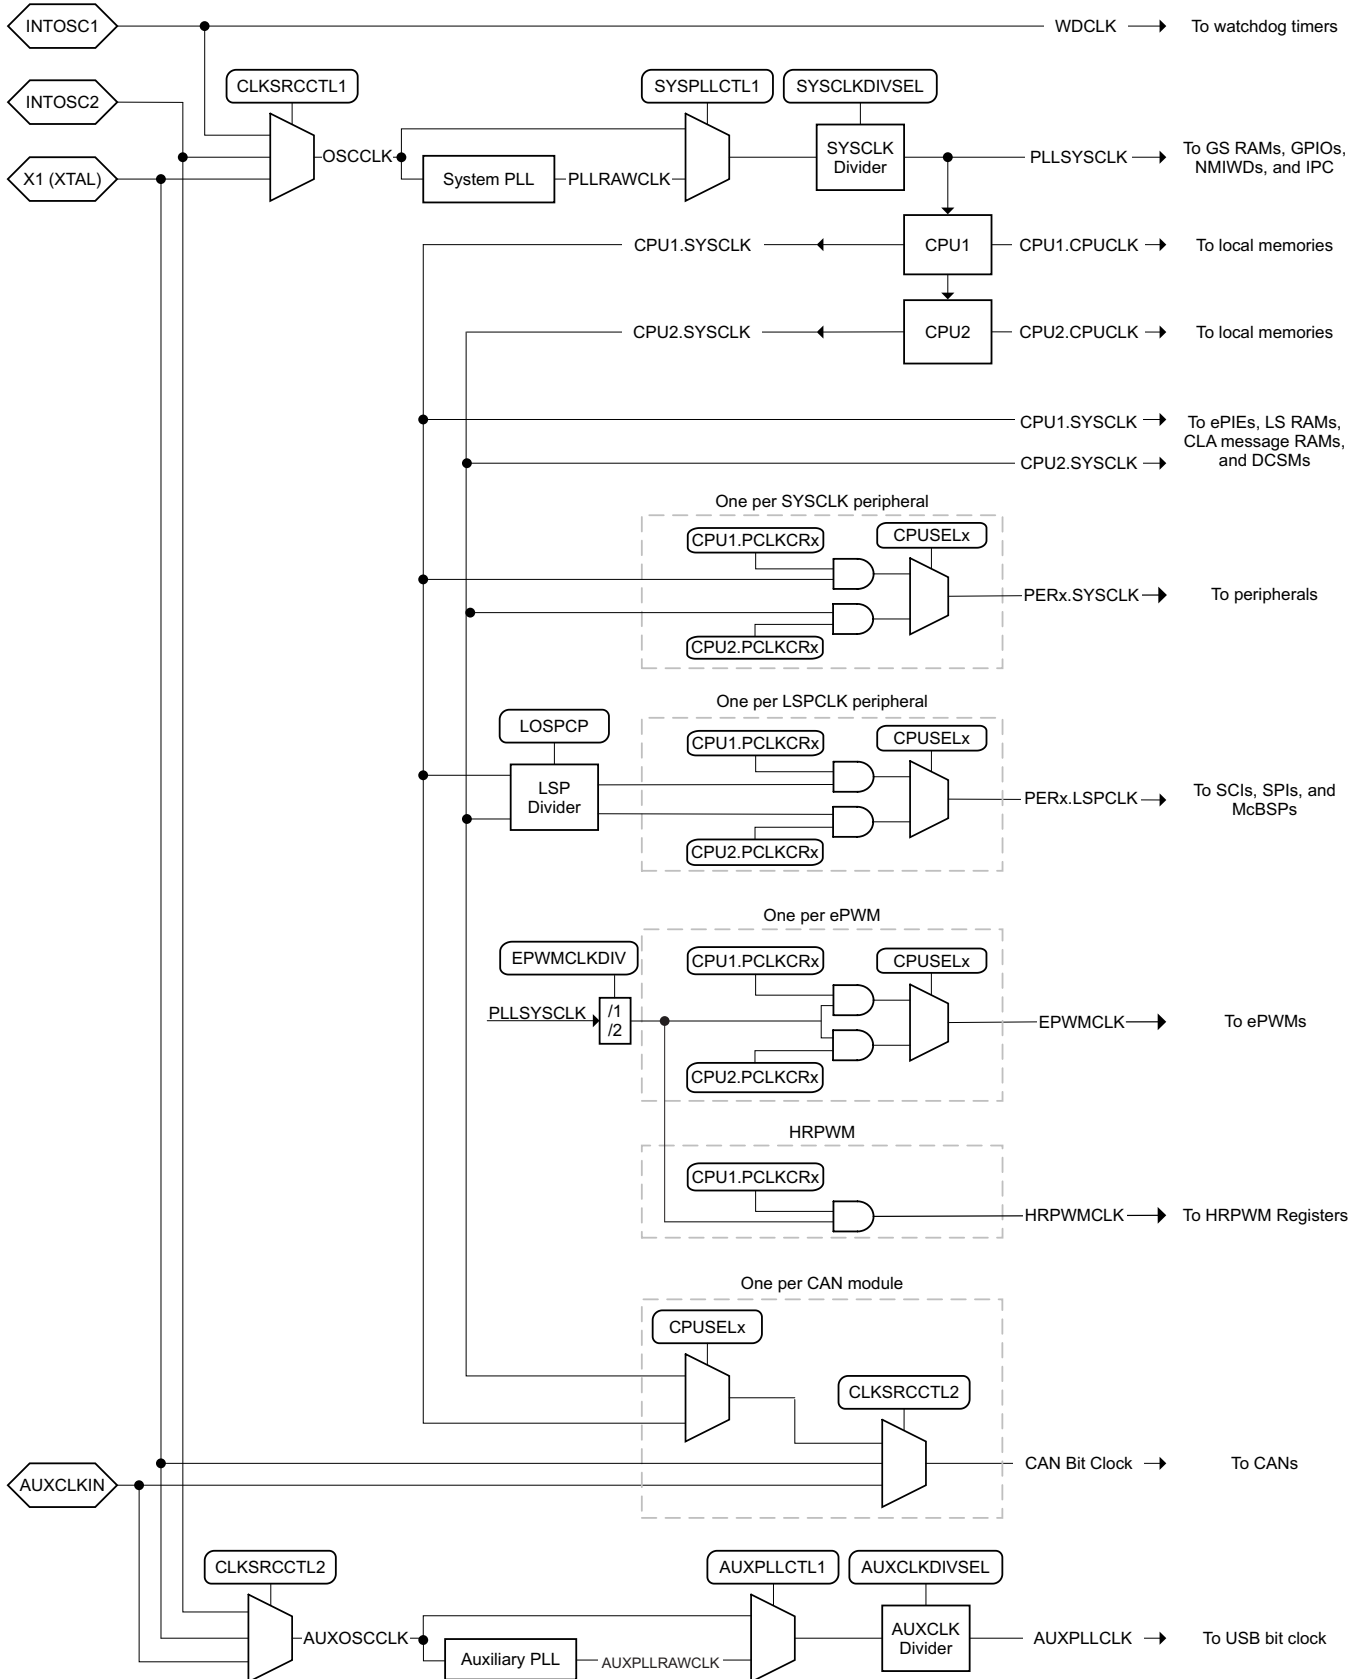 INTOSC1
WDCLK
To watchdog timers
INTOSC2
CLKSRCCTL1
SYSPLLCTL1
SYSCLKDIVSEL
X1 (XTAL)
OSCCLK
System PLL
PLLRAWCLK
SYSCLK
Divider
PLLSYSCLK
To GS RAMs, GPIOs,
NMIWDs, and IPC
CPU1.SYSCLK
CPU1
CPU1.CPUCLK
To local memories
CPU2.SYSCLK
CPU2
CPU2.CPUCLK
To local memories
CPU1.SYSCLK
CPU2.SYSCLK
To ePIEs, LS RAMs,
CLA message RAMs,
and DCSMs
One per SYSCLK peripheral
CPU1.PCLKCRx
CPUSELx
CPU2.PCLKCRx
PERx.SYSCLK
To peripherals
One per LSPCLK peripheral
LOSPCP
CPU1.PCLKCRx
CPUSELx
LSP
Divider
CPU2.PCLKCRx
PERx.LSPCLK
To SCIs, SPIs, and
McBSPs
One per ePWM
EPWMCLKDIV
CPU1.PCLKCRx
CPUSELx
PLLSYSCLK
/1
/2
CPU2.PCLKCRx
EPWMCLK
To ePWMs
HRPWM
CPU1.PCLKCRx
HRPWMCLK
To HRPWM Registers
One per CAN module
CPUSELx
CLKSRCCTL2
AUXCLKIN
CAN Bit Clock
To CANs
CLKSRCCTL2
AUXPLLCTL1
AUXCLKDIVSEL
AUXOSCCLK
Auxiliary PLL
AUXPLLRAWCLK
AUXCLK
Divider
AUXPLLCLK
To USB bit clock